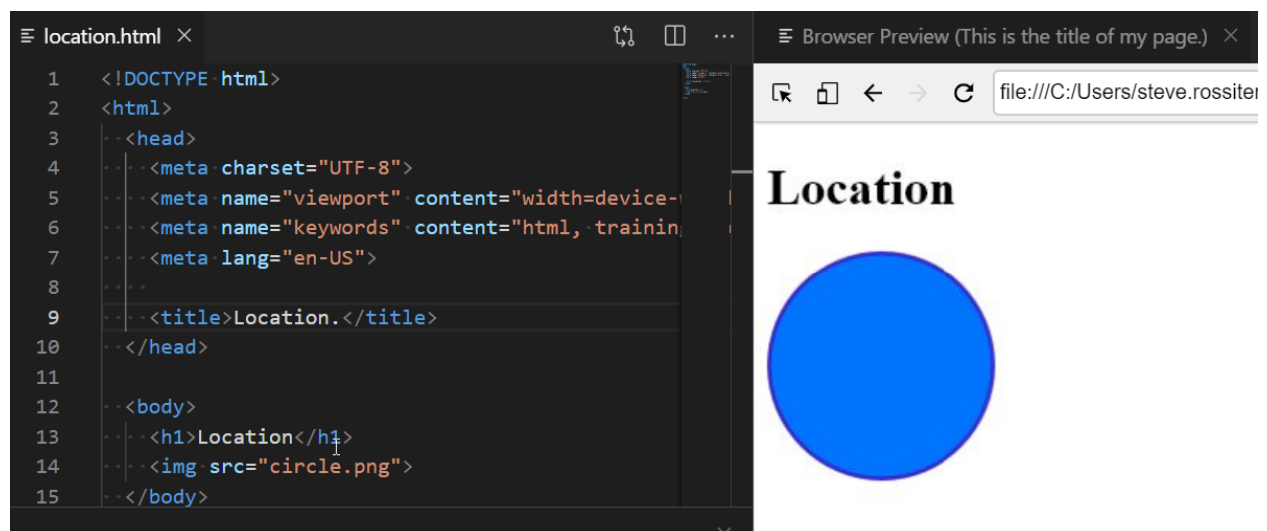 location.html
1 <!DOCTYPE html>
2 <html>
3 <head>
4 <meta charset="UTF-8">
5 <meta name="viewport" content="width=device-
6 <meta name="keywords" content="html, trainin
7 <meta lang="en-US">
8
9 <title>Location.</title>
10 </head>
11
12 <body>
13 <h1>Location</h1>
14 <img src="circle.png">
15 </body>
Browser Preview (This is the title of my page.)
file:///C:/Users/steve.rossiter
Location